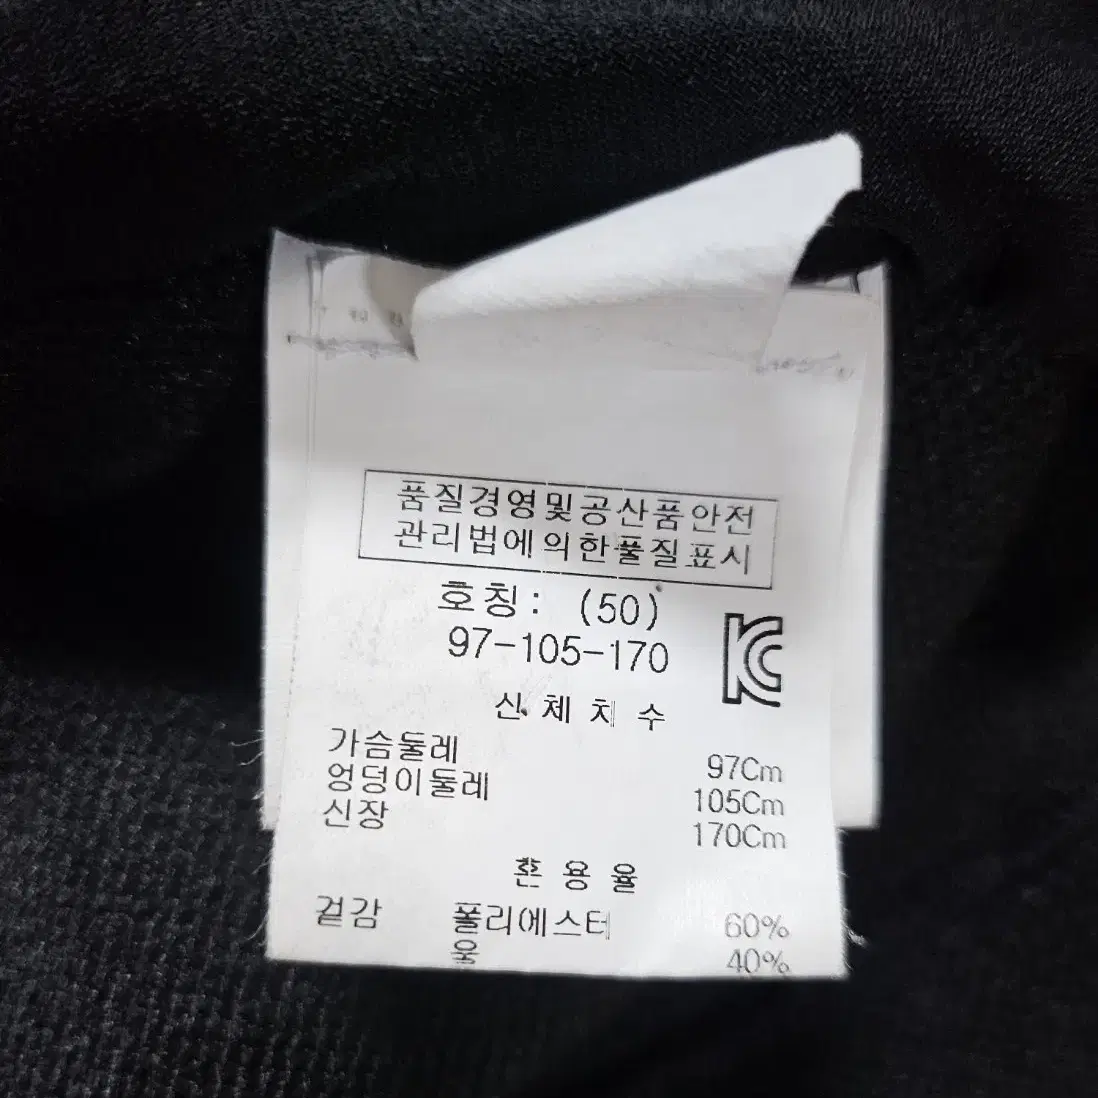 품질경영및공산품안전
관리법에의한품질표시
호칭: (50)
97-105-170
KC
신체치수
가슴둘레 97Cm
엉덩이둘레 105Cm
신장 170Cm
혼용율
겉감 폴리에스터 60%
울 40%